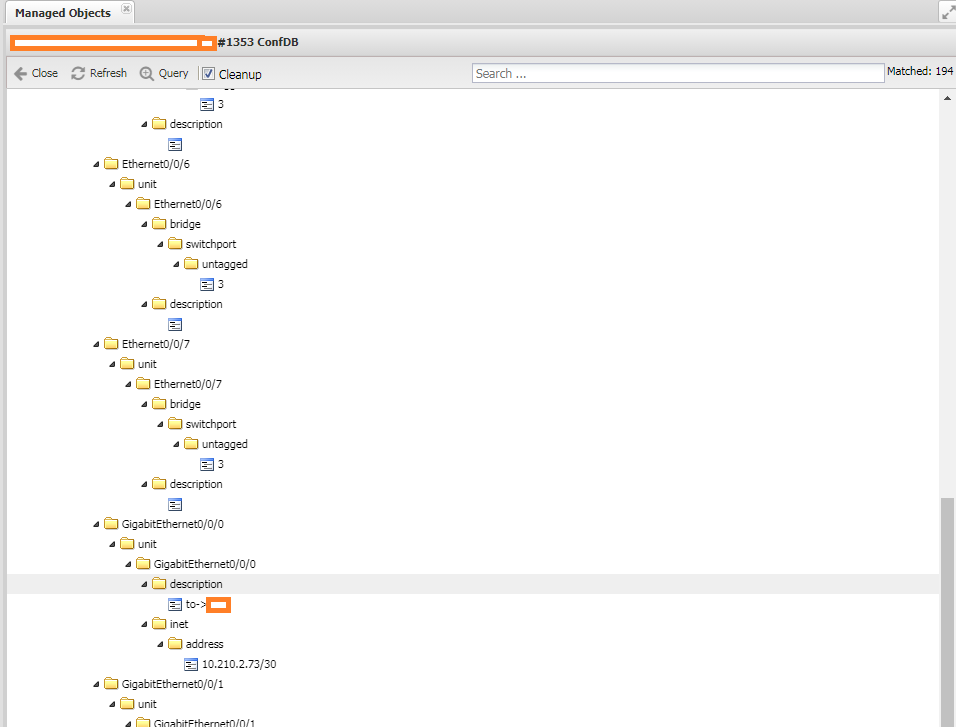 Managed Objects
#1353 ConfDB
Close Refresh Query Cleanup Search ... Matched: 194
3
description
Ethernet0/0/6
unit
Ethernet0/0/6
bridge
switchport
untagged
3
description
Ethernet0/0/7
unit
Ethernet0/0/7
bridge
switchport
untagged
3
description
GigabitEthernet0/0/0
unit
GigabitEthernet0/0/0
description
to->
inet
address
10.210.2.73/30
GigabitEthernet0/0/1
unit
GigabitEthernet0/0/1